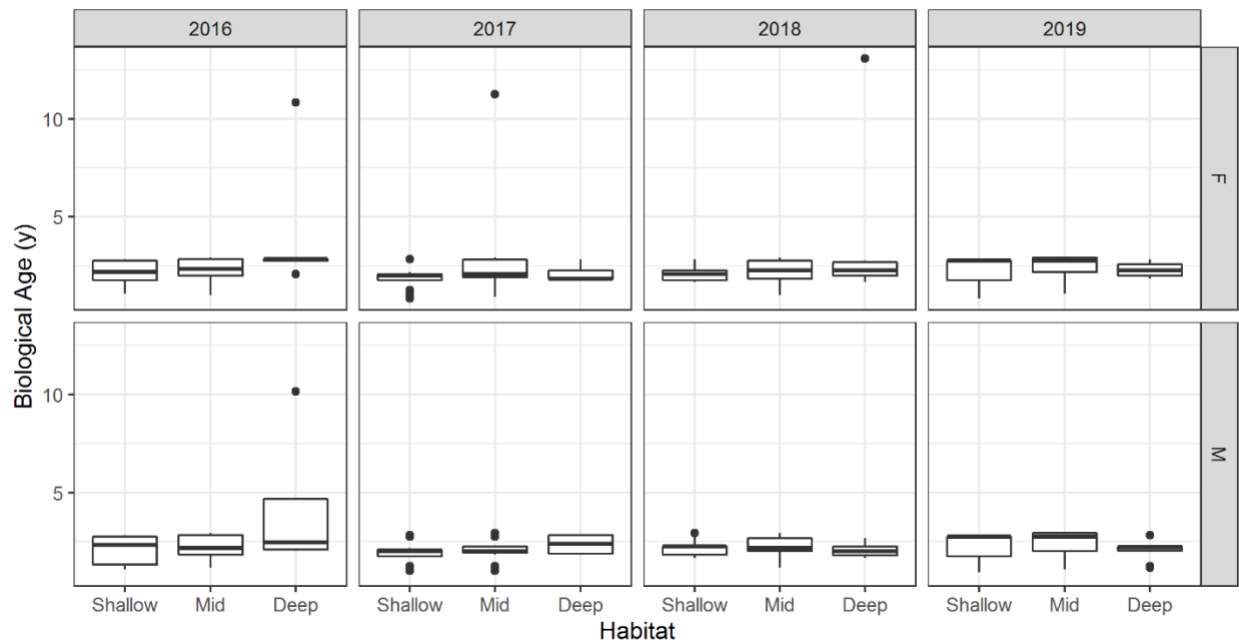 2016 2017 2018 2019
10
5
F
Biological Age (y)
10
5
M
Shallow Mid Deep Shallow Mid Deep Shallow Mid Deep Shallow Mid Deep
Habitat